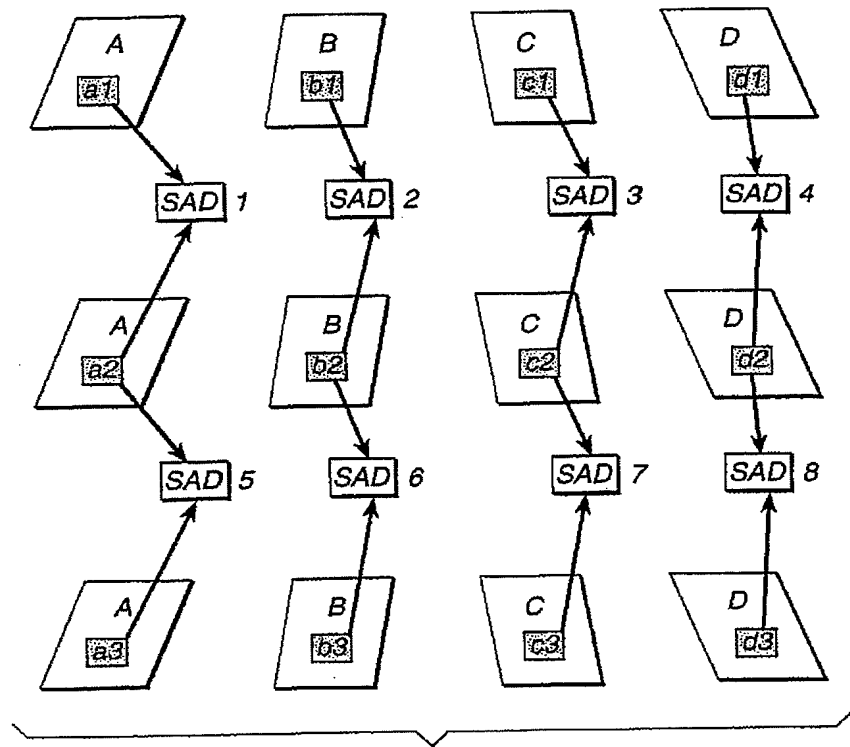 A B C D
a1 b1 c1 d1
SAD 1 SAD 2 SAD 3 SAD 4
A B C D
a2 b2 c2 d2
SAD 5 SAD 6 SAD 7 SAD 8
A B C D
a3 b3 c3 d3